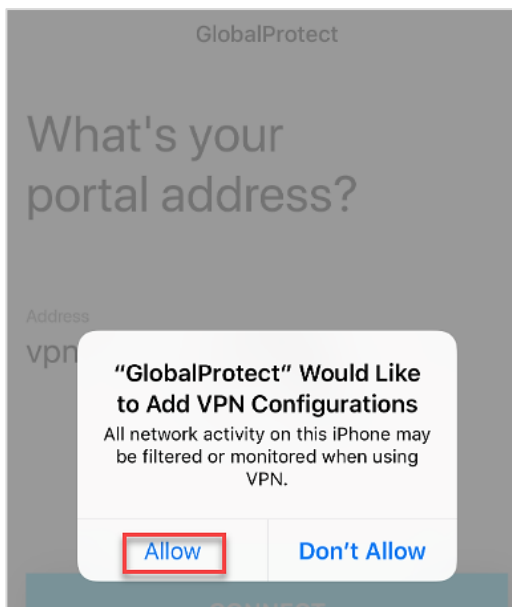 GlobalProtect
What's your
portal address?
Address
vpn
“GlobalProtect” Would Like
to Add VPN Configurations
All network activity on this iPhone may
be filtered or monitored when using
VPN.
Allow
Don’t Allow
CONNECT